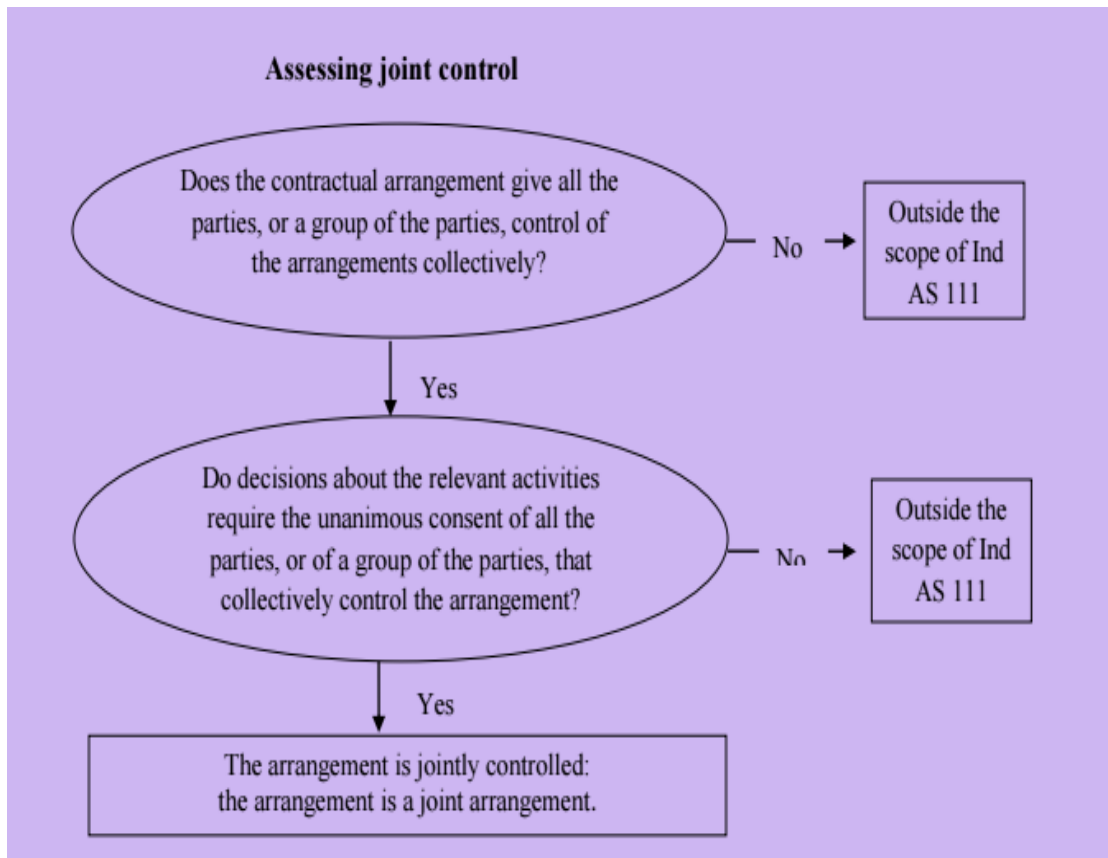 Assessing joint control
Does the contractual arrangement give all the
parties, or a group of the parties, control of
the arrangements collectively?
No
Outside the
scope of Ind
AS 111
Yes
Do decisions about the relevant activities
require the unanimous consent of all the
parties, or of a group of the parties, that
collectively control the arrangement?
No
Outside the
scope of Ind
AS 111
Yes
The arrangement is jointly controlled:
the arrangement is a joint arrangement.